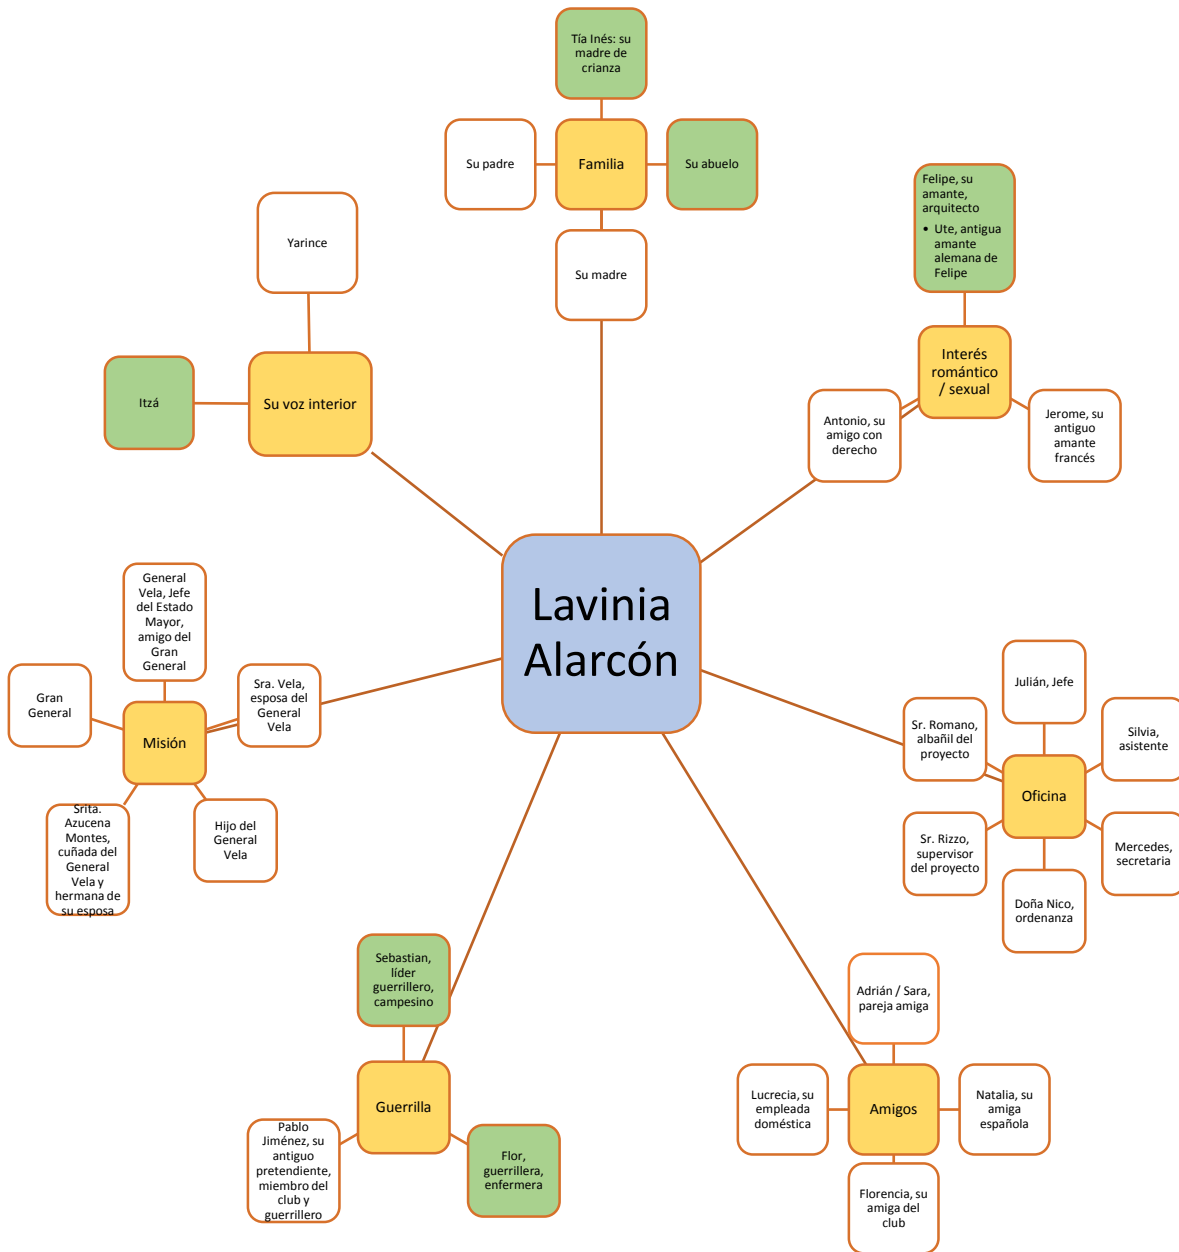 Tía Inés: su
madre de
crianza
Su padre
Familia
Su abuelo
Su madre
Felipe, su
amante,
arquitecto
• Ute, antigua
amante
alemana de
Felipe
Interés
romántico
/ sexual
Antonio, su
amigo con
derecho
Jerome, su
antiguo
amante
francés
Yarince
Itzá
Su voz interior
Lavinia
Alarcón
General
Vela, Jefe
del Estado
Mayor,
amigo del
Gran
General
Gran
General
Sra. Vela,
esposa del
General
Vela
Misión
Srita.
Azucena
Montes,
cuñada del
General
Vela y
hermana de
su esposa
Hijo del
General
Vela
Julián, Jefe
Sr. Romano,
albañil del
proyecto
Silvia,
asistente
Oficina
Sr. Rizzo,
supervisor
del proyecto
Mercedes,
secretaria
Doña Nico,
ordenanza
Sebastian,
líder
guerrillero,
campesino
Guerrilla
Pablo
Jiménez, su
antiguo
pretendiente,
miembro del
club y
guerrillero
Flor,
guerrillera,
enfermera
Adrián / Sara,
pareja amiga
Lucrecia, su
empleada
doméstica
Amigos
Natalia, su
amiga
española
Florencia, su
amiga del
club